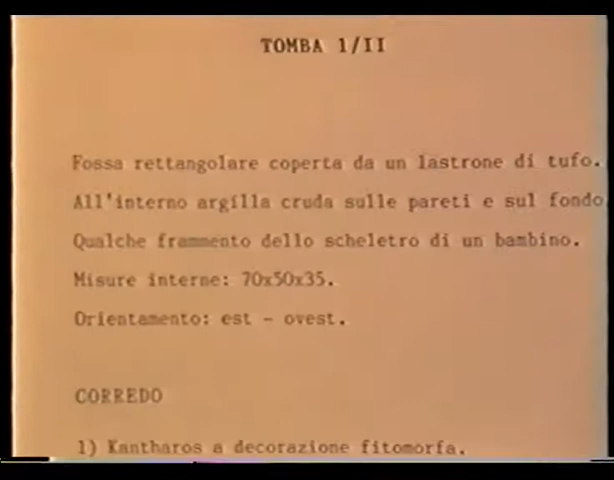 TOMBA 1/II
Fossa rettangolare coperta da un lastrone di tufo.
All'interno argilla cruda sulle pareti e sul fondo
Qualche frammento dello scheletro di un bambino.
Misure interne: 70x50x35.
Orientamento: est - ovest.
CORREDO
1) Kantharos a decorazione fitomorfa.